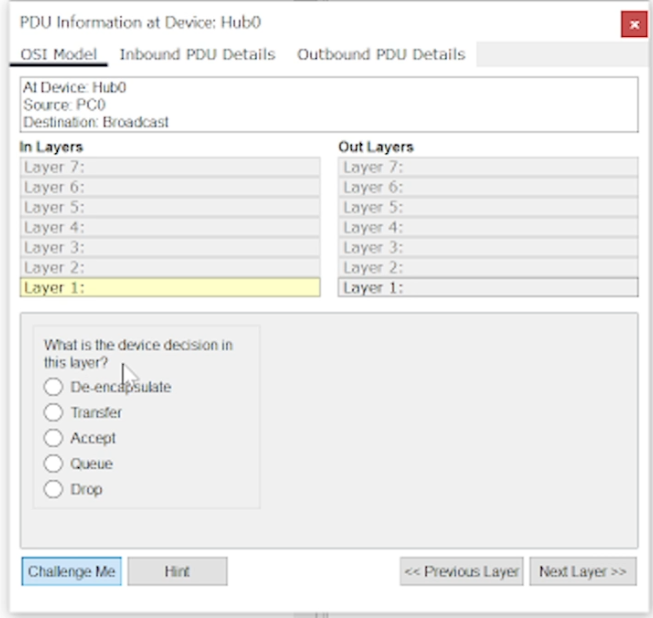 PDU Information at Device: Hub0
OSI Model Inbound PDU Details Outbound PDU Details
At Device: Hub0
Source: PC0
Destination: Broadcast
In Layers Out Layers
Layer 7: Layer 7:
Layer 6: Layer 6:
Layer 5: Layer 5:
Layer 4: Layer 4:
Layer 3: Layer 3:
Layer 2: Layer 2:
Layer 1: Layer 1:
What is the device decision in
this layer?
De-encapsulate
Transfer
Accept
Queue
Drop
Challenge Me Hint << Previous Layer Next Layer >>